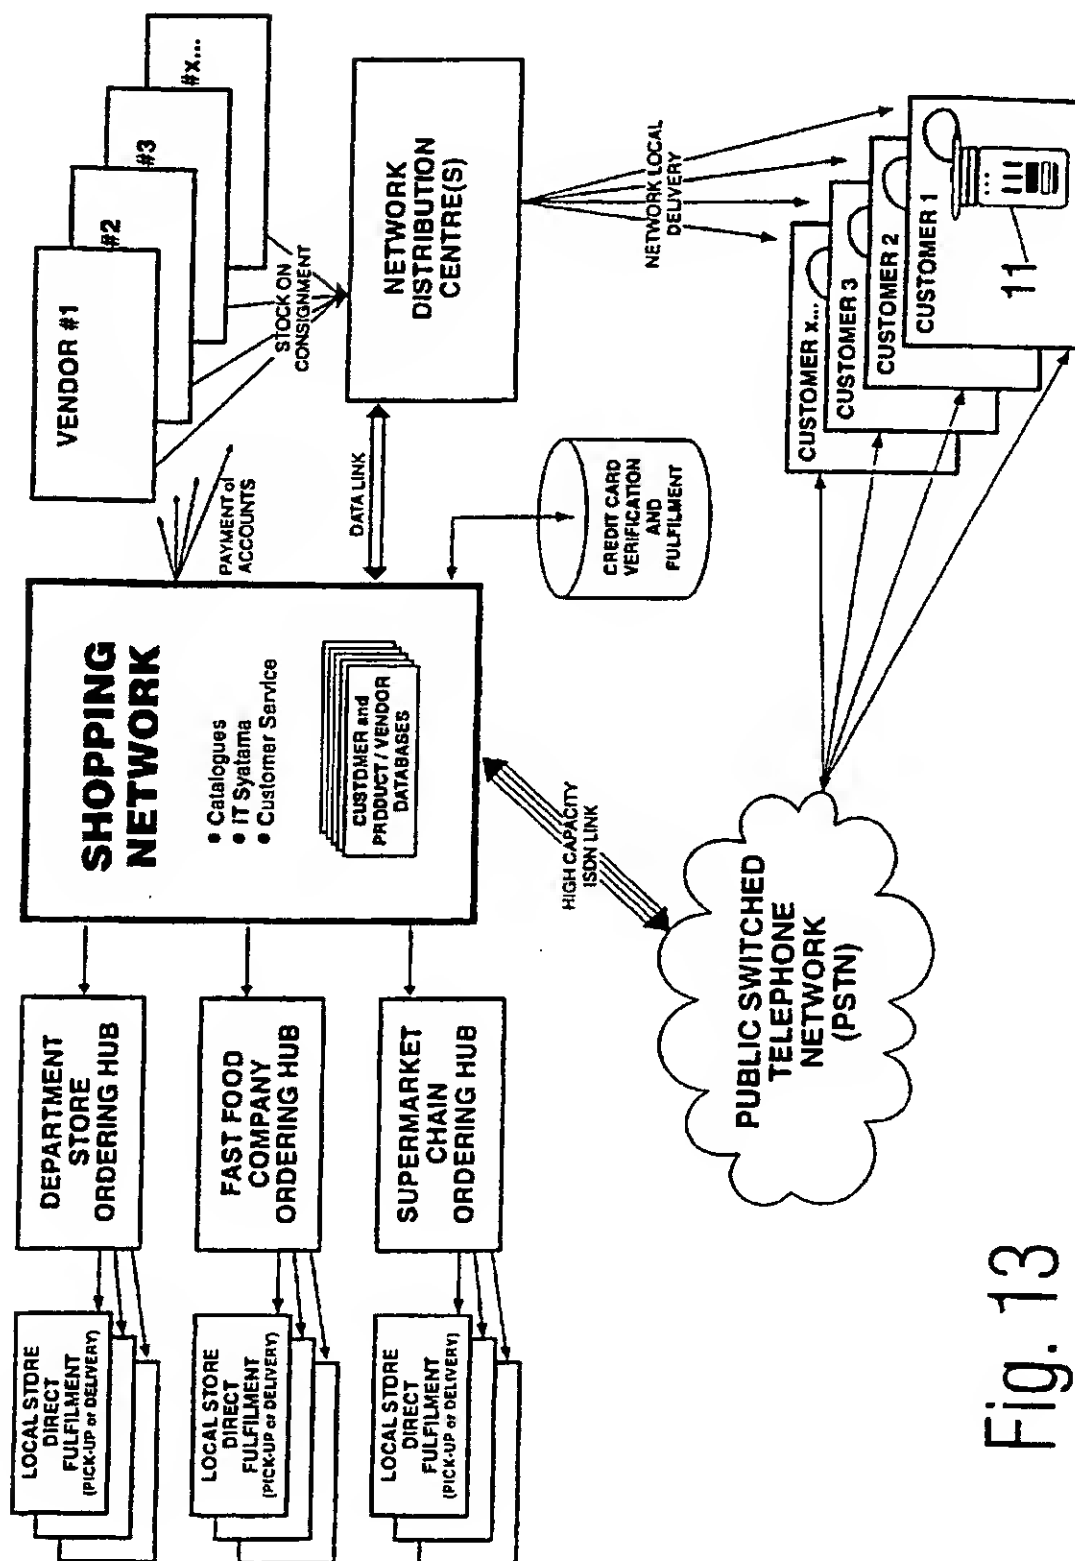 LOCAL STORE
DIRECT
FULFILMENT
(PICK-UP or DELIVERY)
DEPARTMENT
STORE
ORDERING HUB
LOCAL STORE
DIRECT
FULFILMENT
(PICK-UP or DELIVERY)
FAST FOOD
COMPANY
ORDERING HUB
LOCAL STORE
DIRECT
FULFILMENT
(PICK-UP or DELIVERY)
SUPERMARKET
CHAIN
ORDERING HUB
SHOPPING
NETWORK
• Catalogues
• IT Syatama
• Customer Service
CUSTOMER and
PRODUCT / VENDOR
DATABASES
PAYMENT of
ACCOUNTS
VENDOR #1
#2
#3
#x...
STOCK ON
CONSIGNMENT
DATA LINK
NETWORK
DISTRIBUTION
CENTRE(S)
CREDIT CARD
VERIFICATION
AND
FULFILMENT
HIGH CAPACITY
ISDN LINK
NETWORK LOCAL
DELIVERY
PUBLIC SWITCHED
TELEPHONE
NETWORK
(PSTN)
CUSTOMER x...
CUSTOMER 3
CUSTOMER 2
CUSTOMER 1
11
Fig. 13